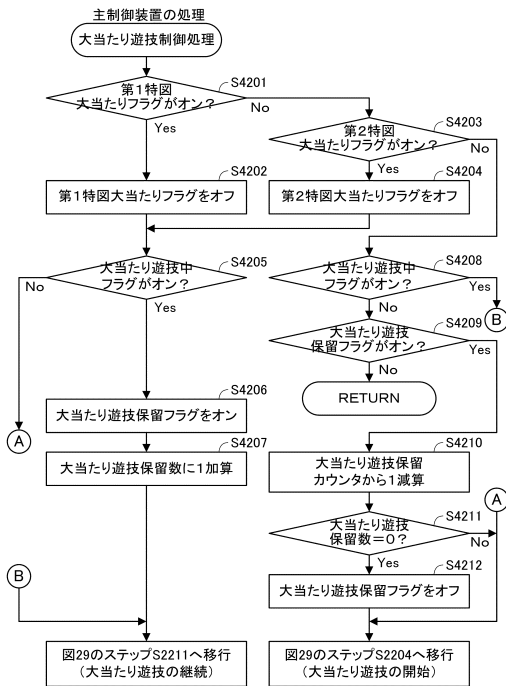 主制御装置の処理
大当たり遊技制御処理
S4201
第1特図
大当たりフラグがオン？
No
Yes
S4203
第2特図
大当たりフラグがオン？
No
Yes
S4202
第1特図大当たりフラグをオフ
S4204
第2特図大当たりフラグをオフ
S4205
大当たり遊技中
フラグがオン？
No
Yes
S4208
大当たり遊技中
フラグがオン？
Yes
No
B
S4209
大当たり遊技
保留フラグがオン？
Yes
No
RETURN
S4206
大当たり遊技保留フラグをオン
A
S4207
大当たり遊技保留数に1加算
S4210
大当たり遊技保留
カウンタから1減算
A
S4211
大当たり遊技
保留数=0？
No
Yes
S4212
大当たり遊技保留フラグをオフ
B
図29のステップS2211へ移行
（大当たり遊技の継続）
図29のステップS2204へ移行
（大当たり遊技の開始）